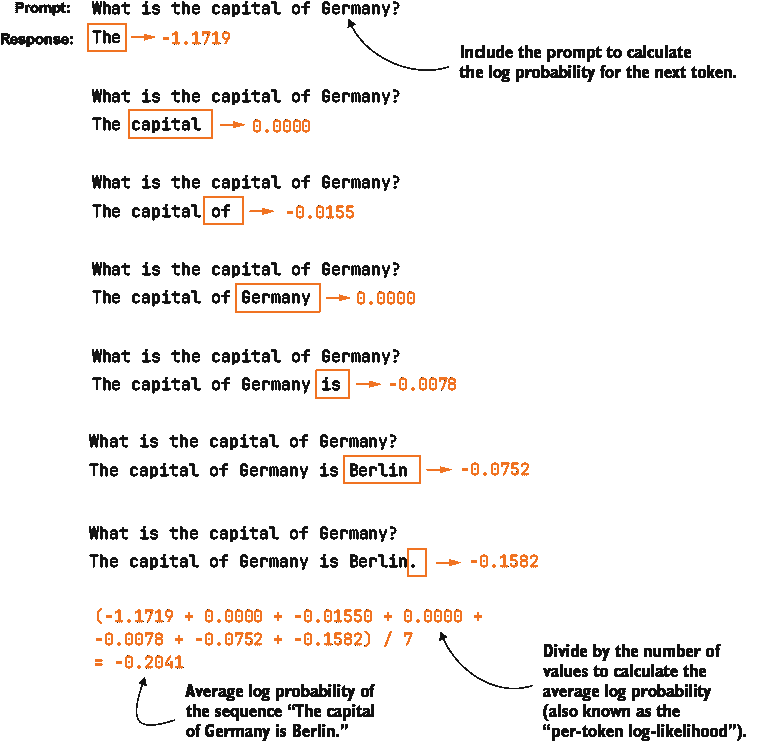 Prompt: What is the capital of Germany?
Response: The → -1.1719
Include the prompt to calculate
the log probability for the next token.
What is the capital of Germany?
The capital → 0.0000
What is the capital of Germany?
The capital of → -0.0155
What is the capital of Germany?
The capital of Germany → 0.0000
What is the capital of Germany?
The capital of Germany is → -0.0078
What is the capital of Germany?
The capital of Germany is Berlin → -0.0752
What is the capital of Germany?
The capital of Germany is Berlin. → -0.1582
(-1.1719 + 0.0000 + -0.01550 + 0.0000 +
-0.0078 + -0.0752 + -0.1582) / 7
= -0.2041
Average log probability of
the sequence “The capital
of Germany is Berlin.”
Divide by the number of
values to calculate the
average log probability
(also known as the
“per-token log-likelihood”).